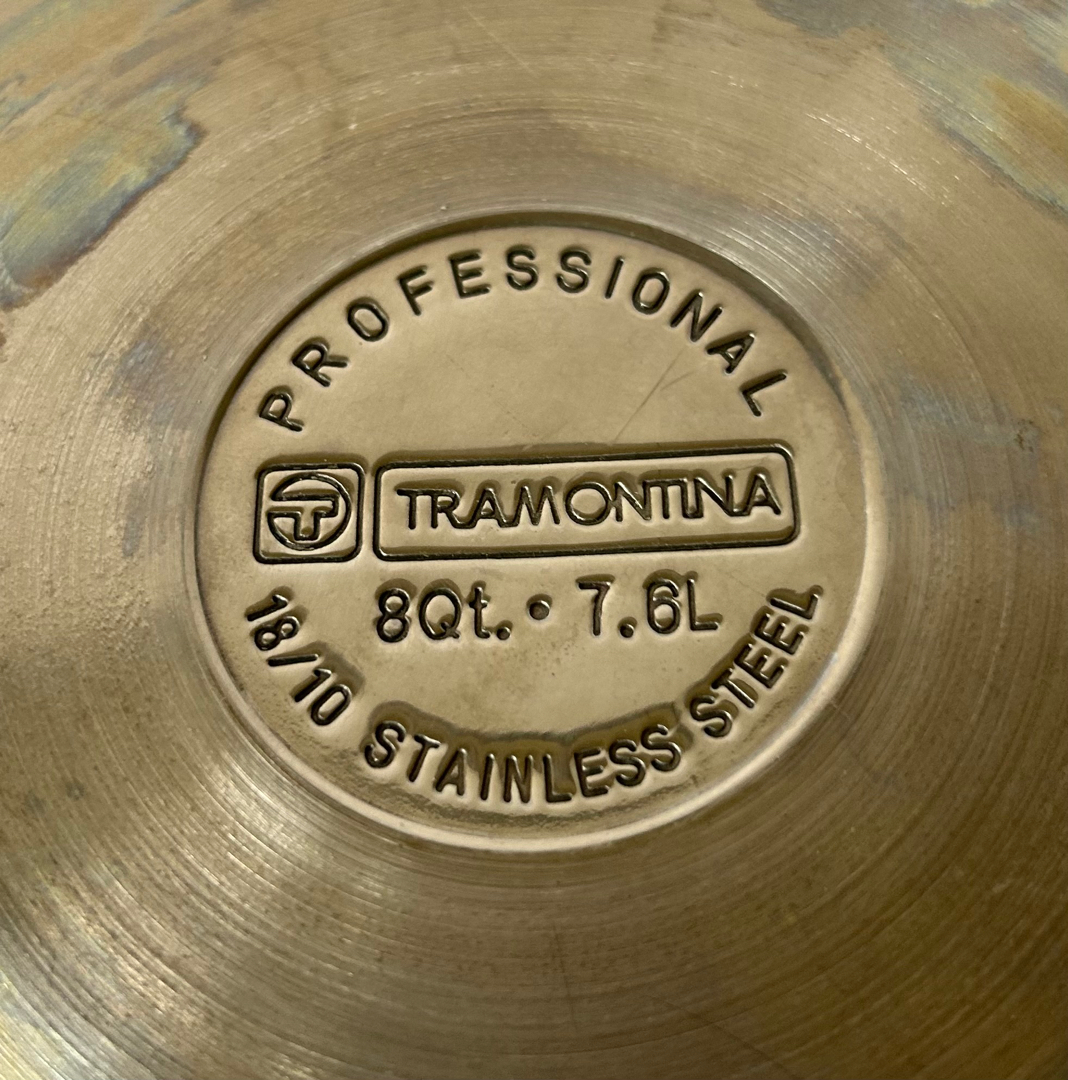 PROFESSIONAL
TRAMONTINA
8Qt. • 7.6L
18/10 STAINLESS STEEL